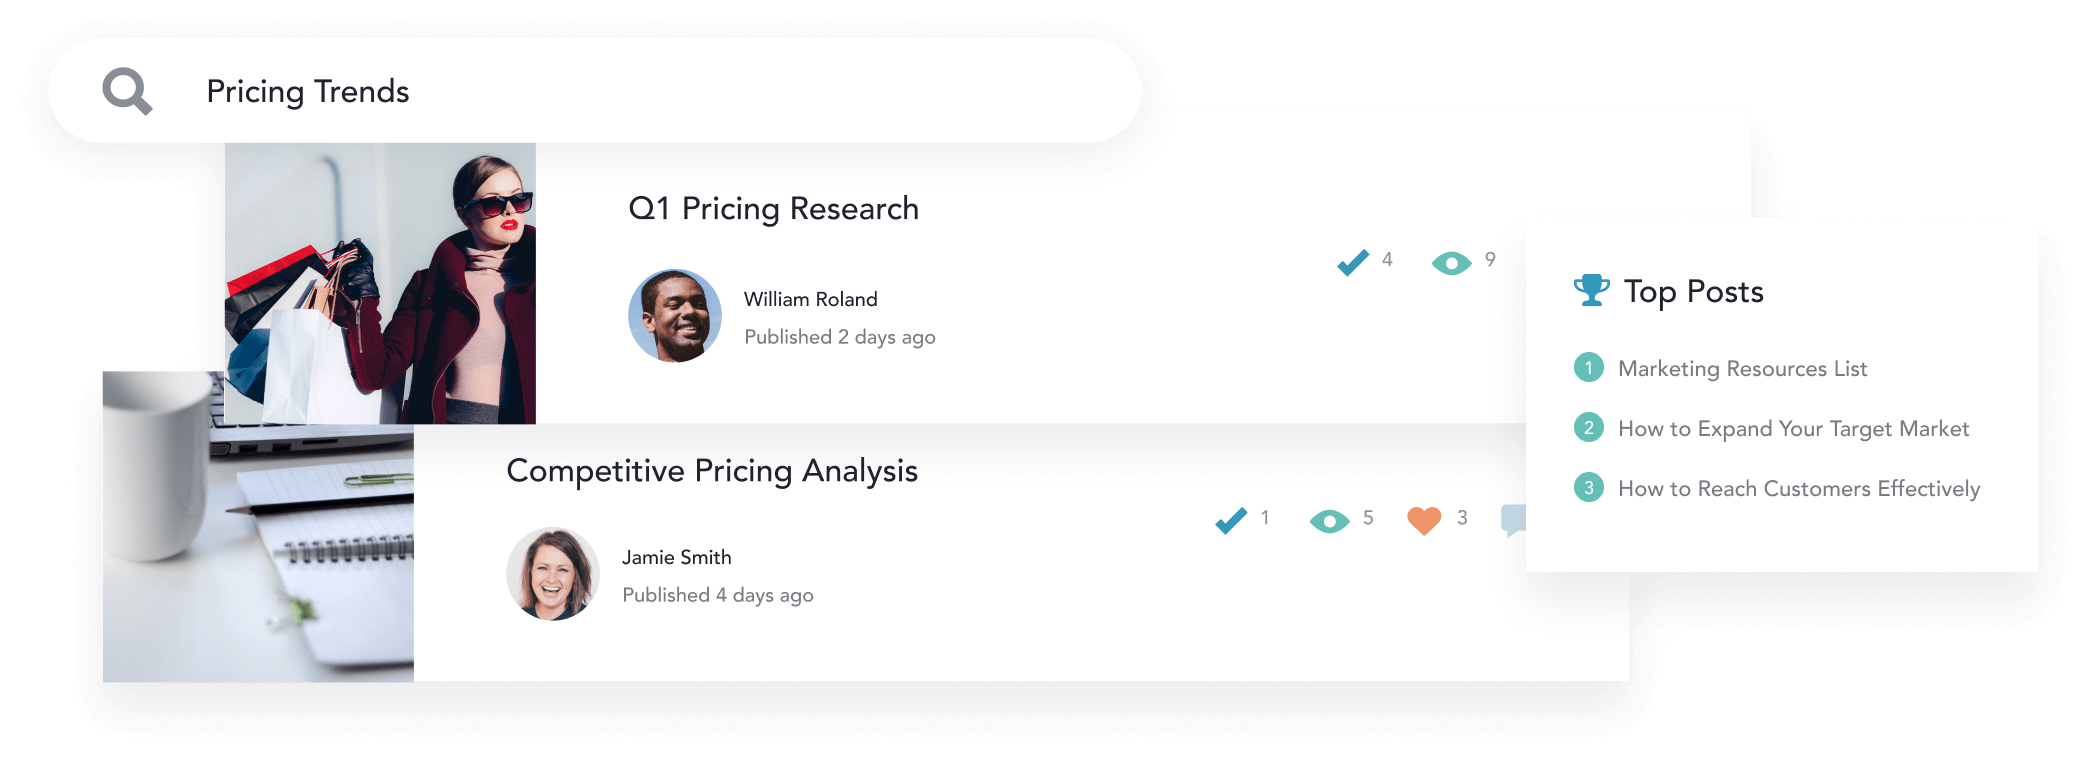 Pricing Trends
Q1 Pricing Research
William Roland
Published 2 days ago
4
9
Competitive Pricing Analysis
Jamie Smith
Published 4 days ago
1
5
3
Top Posts
1 Marketing Resources List
2 How to Expand Your Target Market
3 How to Reach Customers Effectively